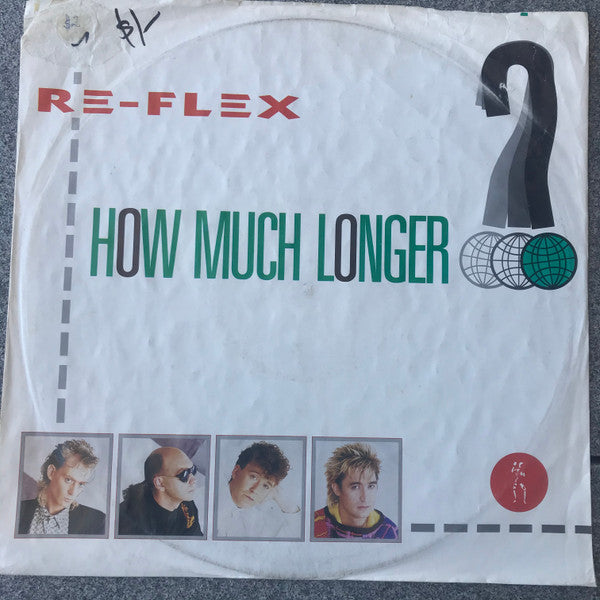 $2
$1-
RE-FLEX
HOW MUCH LONGER
?